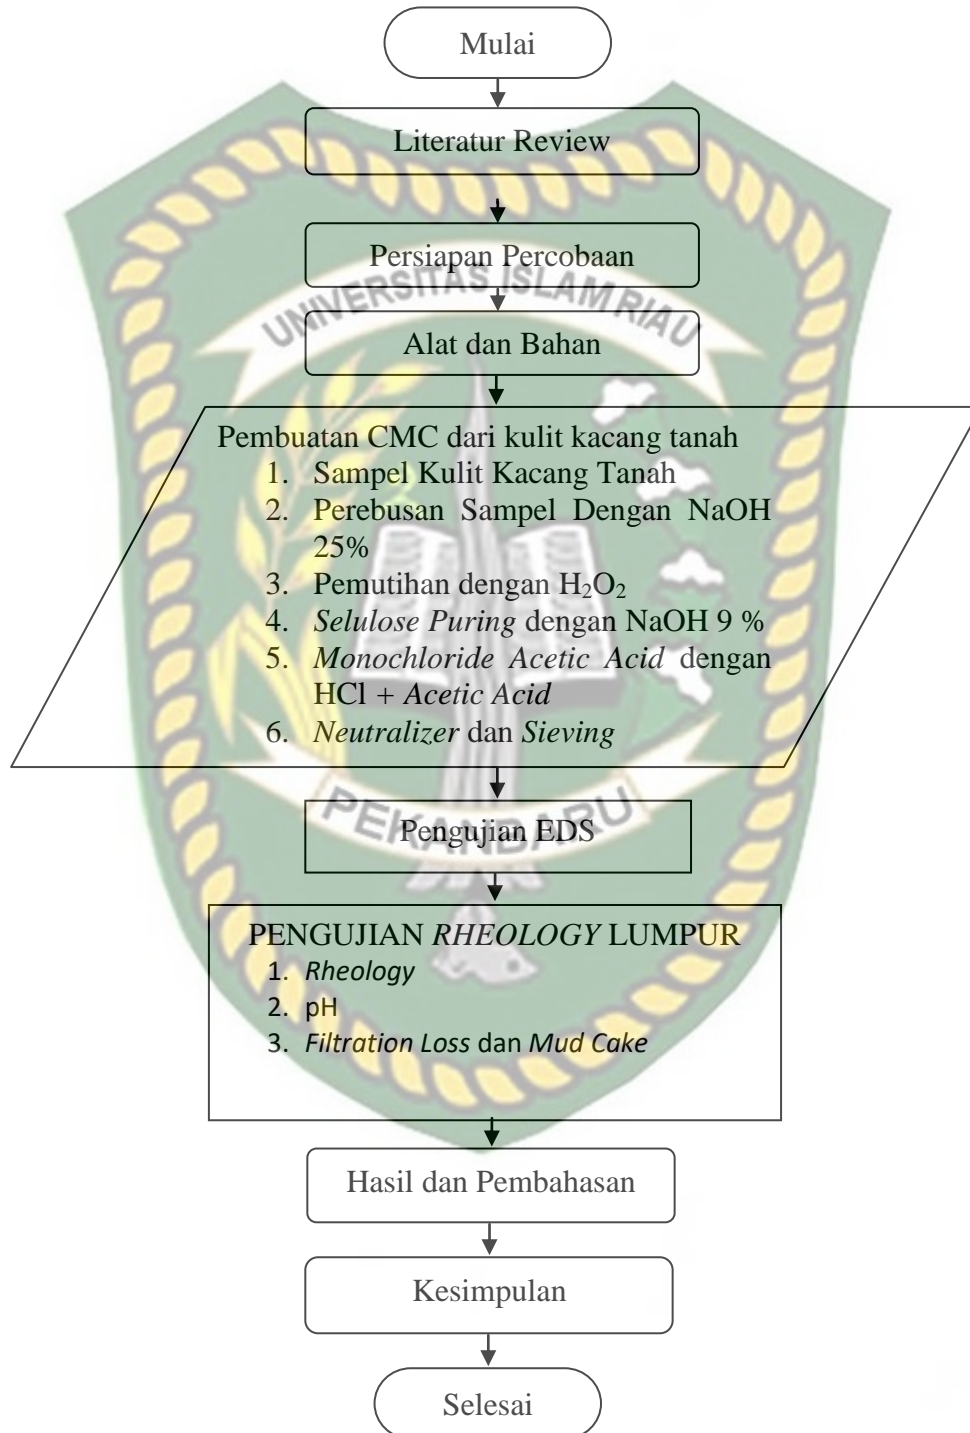 Mulai
Literatur Review
Persiapan Percobaan
UNIVERSITAS ISLAM RIAU
Alat dan Bahan
Pembuatan CMC dari kulit kacang tanah
1. Sampel Kulit Kacang Tanah
2. Perebusan Sampel Dengan NaOH
25%
3. Pemutihan dengan H₂O₂
4. Selulose Puring dengan NaOH 9 %
5. Monochloride Acetic Acid dengan
HCl + Acetic Acid
6. Neutralizer dan Sieving
PEKANBARU
Pengujian EDS
PENGUJIAN RHEOLOGY LUMPUR
1. Rheology
2. pH
3. Filtration Loss dan Mud Cake
Hasil dan Pembahasan
Kesimpulan
Selesai